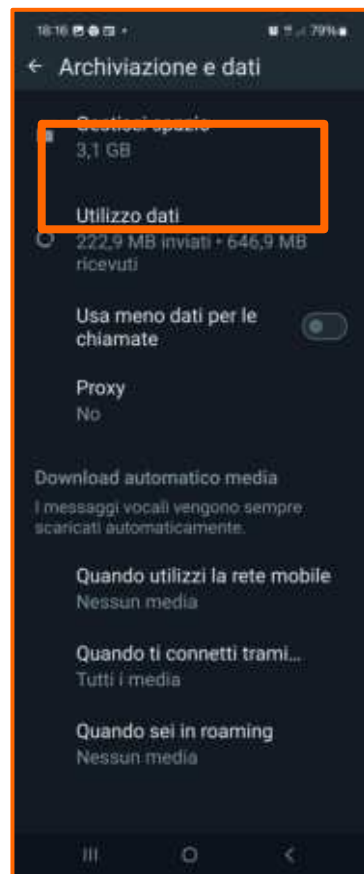 18:16
79%
Archiviazione e dati
Gestisci spazio
3,1 GB
Utilizzo dati
222,9 MB inviati • 646,9 MB
ricevuti
Usa meno dati per le
chiamate
Proxy
No
Download automatico media
I messaggi vocali vengono sempre
scaricati automaticamente.
Quando utilizzi la rete mobile
Nessun media
Quando ti connetti trami...
Tutti i media
Quando sei in roaming
Nessun media